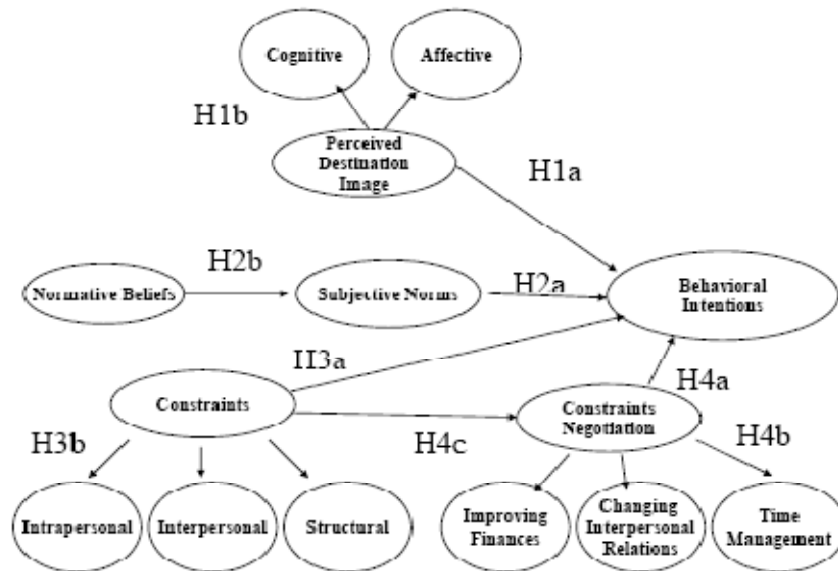 Cognitive
Affective
H1b
Perceived
Destination
Image
H1a
Normative Beliefs
H2b
Subjective Norms
H2a
Behavioral
Intentions
H3a
Constraints
H4a
Constraints
Negotiation
H3b
H4c
H4b
Intrapersonal
Interpersonal
Structural
Improving
Finances
Changing
Interpersonal
Relations
Time
Management